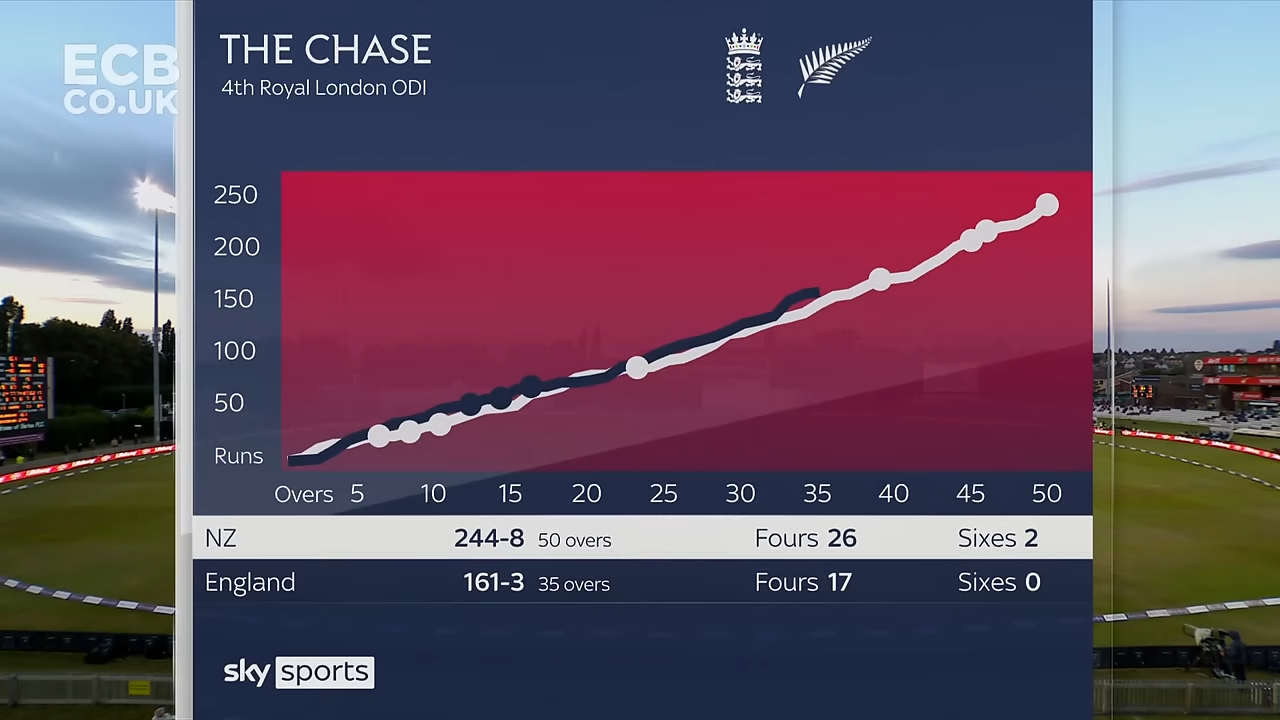 ECB
CO.UK
THE CHASE
4th Royal London ODI
250
200
150
100
50
Runs
Overs 5 10 15 20 25 30 35 40 45 50
NZ 244-8 50 overs Fours 26 Sixes 2
England 161-3 35 overs Fours 17 Sixes 0
sky sports